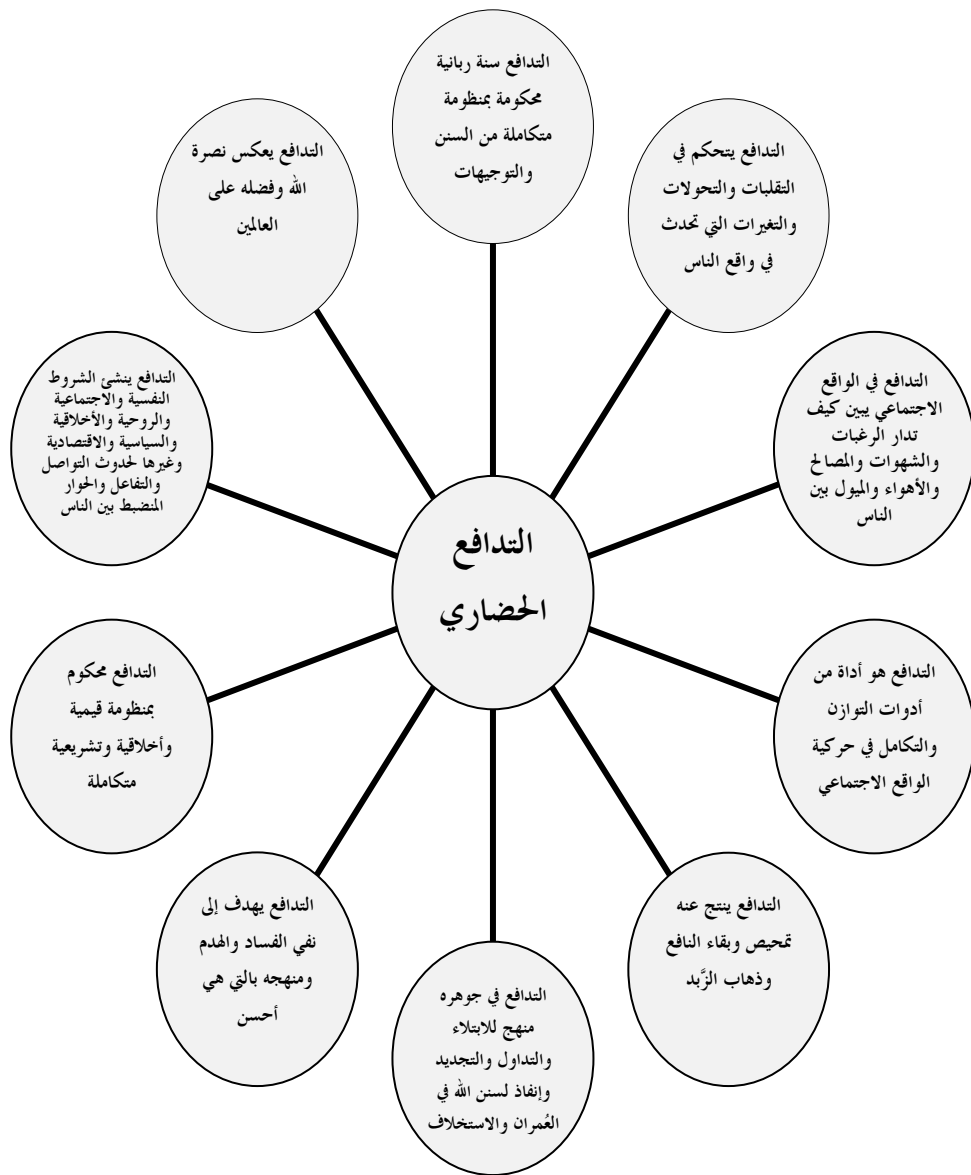 التدافع سنة ربانية
محكومة بمنظومة
متكاملة من السنن
والتوجيهات
التدافع يتحكم في
التقلبات والتحولات
والتغيرات التي تحدث
في واقع الناس
التدافع في الواقع
الاجتماعي يبين كيف
تدار الرغبات
والشهوات والمصالح
والأهواء والميول بين
الناس
التدافع هو أداة من
أدوات التوازن
والتكامل في حركية
الواقع الاجتماعي
التدافع ينتج عنه
تمحيص وبقاء النافع
وذهاب الزَّبد
التدافع في جوهره
منهج للابتلاء
والتداول والتجديد
وإنفاذ لسنن الله في
العُمران والاستخلاف
التدافع يهدف إلى
نفي الفساد والهدم
ومنهجه بالتي هي
أحسن
التدافع محكوم
بمنظومة قيمية
وأخلاقية وتشريعية
متكاملة
التدافع ينشئ الشروط
النفسية والاجتماعية
والروحية والأخلاقية
والسياسية والاقتصادية
وغيرها لحدوث التواصل
والتفاعل والحوار
المنضبط بين الناس
التدافع يعكس نصرة
الله وفضله على
العالمين
التدافع
الحضاري